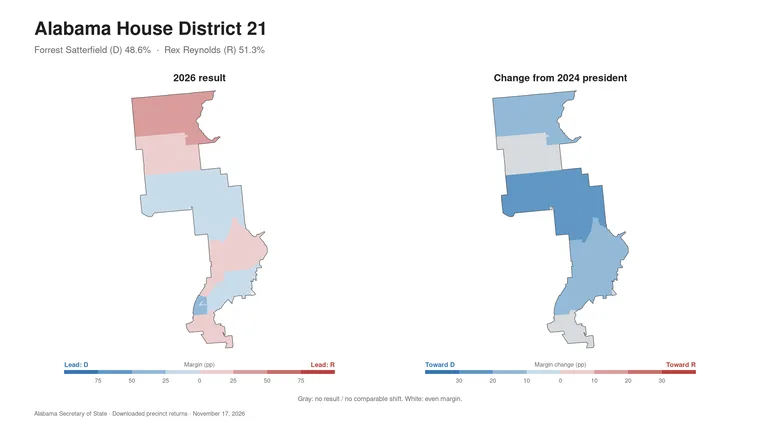 Alabama House District 21
Forrest Satterfield (D) 48.6% · Rex Reynolds (R) 51.3%
2026 result
Change from 2024 president
Lead: D Margin (pp) Lead: R
75 50 25 0 25 50 75
Toward D Margin change (pp) Toward R
30 20 10 0 10 20 30
Gray: no result / no comparable shift. White: even margin.
Alabama Secretary of State · Downloaded precinct returns · November 17, 2026